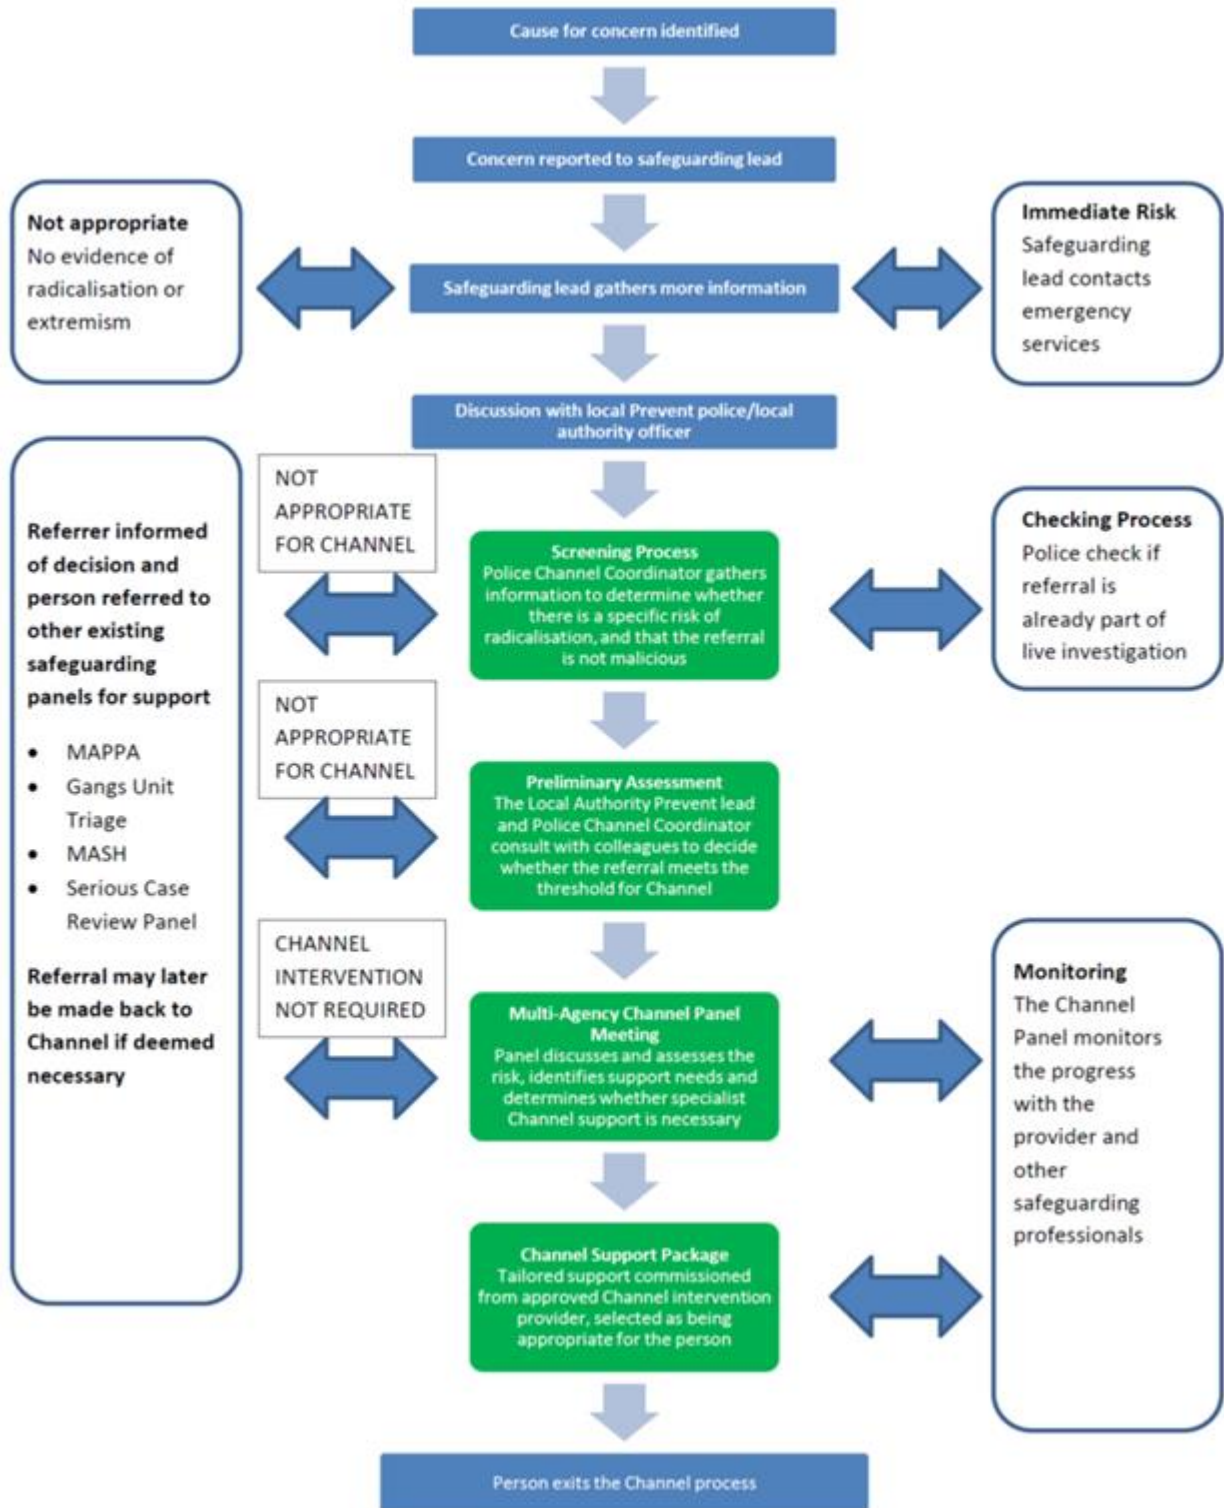 Cause for concern identified
Concern reported to safeguarding lead
Not appropriate
No evidence of
radicalisation or
extremism
Safeguarding lead gathers more information
Immediate Risk
Safeguarding
lead contacts
emergency
services
Discussion with local Prevent police/local
authority officer
Referrer informed
of decision and
person referred to
other existing
safeguarding
panels for support
• MAPPA
• Gangs Unit
Triage
• MASH
• Serious Case
Review Panel
Referral may later
be made back to
Channel if deemed
necessary
NOT
APPROPRIATE
FOR CHANNEL
Screening Process
Police Channel Coordinator gathers
information to determine whether
there is a specific risk of
radicalisation, and that the referral
is not malicious
Checking Process
Police check if
referral is
already part of
live investigation
NOT
APPROPRIATE
FOR CHANNEL
Preliminary Assessment
The Local Authority Prevent lead
and Police Channel Coordinator
consult with colleagues to decide
whether the referral meets the
threshold for Channel
CHANNEL
INTERVENTION
NOT REQUIRED
Multi-Agency Channel Panel
Meeting
Panel discusses and assesses the
risk, identifies support needs and
determines whether specialist
Channel support is necessary
Monitoring
The Channel
Panel monitors
the progress
with the
provider and
other
safeguarding
professionals
Channel Support Package
Tailored support commissioned
from approved Channel intervention
provider, selected as being
appropriate for the person
Person exits the Channel process